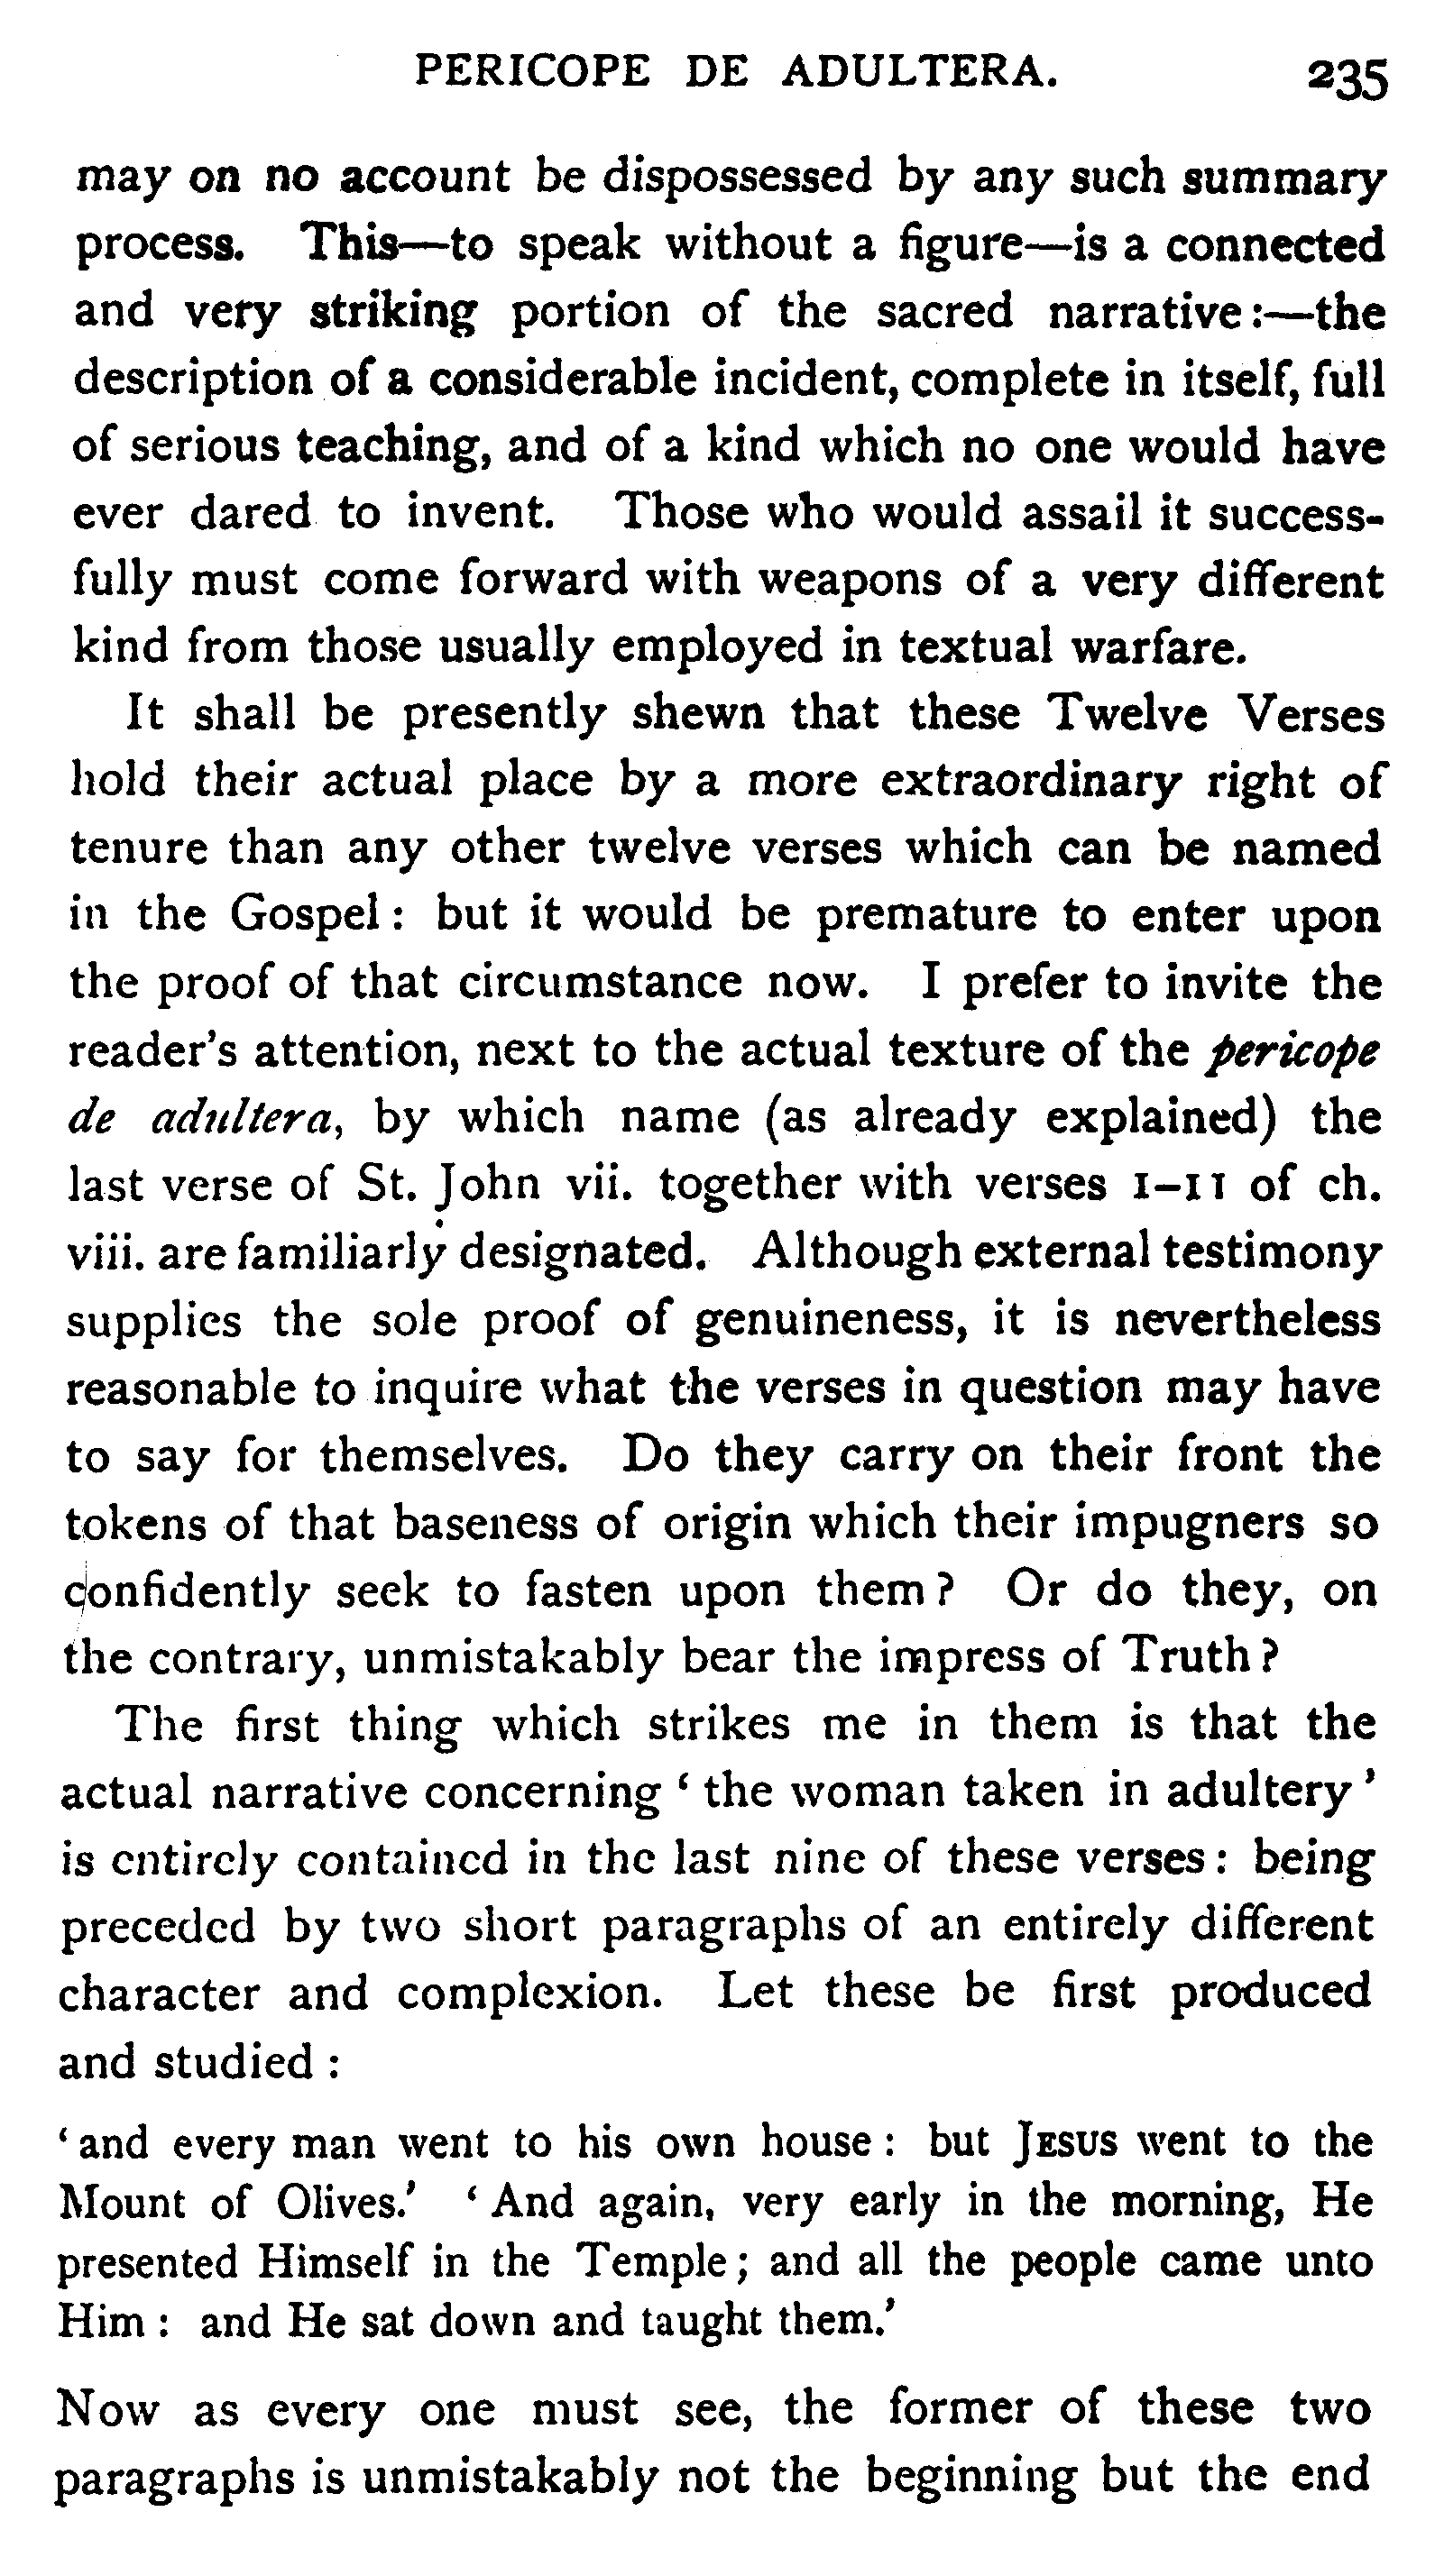 PERICOPE DE ADULTERA. 235
may on no account be dispossessed by any such summary
process. This—to speak without a figure—is a connected
and very striking portion of the sacred narrative:—the
description of a considerable incident, complete in itself, full
of serious teaching, and of a kind which no one would have
ever dared to invent. Those who would assail it success-
fully must come forward with weapons of a very different
kind from those usually employed in textual warfare.
It shall be presently shewn that these Twelve Verses
hold their actual place by a more extraordinary right of
tenure than any other twelve verses which can be named
in the Gospel: but it would be premature to enter upon
the proof of that circumstance now. I prefer to invite the
reader's attention, next to the actual texture of the pericope
de adultera, by which name (as already explained) the
last verse of St. John vii. together with verses 1–11 of ch.
viii. are familiarly designated. Although external testimony
supplies the sole proof of genuineness, it is nevertheless
reasonable to inquire what the verses in question may have
to say for themselves. Do they carry on their front the
tokens of that baseness of origin which their impugners so
confidently seek to fasten upon them? Or do they, on
the contrary, unmistakably bear the impress of Truth?
The first thing which strikes me in them is that the
actual narrative concerning ‘the woman taken in adultery’
is entirely contained in the last nine of these verses: being
preceded by two short paragraphs of an entirely different
character and complexion. Let these be first produced
and studied:
‘and every man went to his own house: but JESUS went to the
Mount of Olives.’ ‘And again, very early in the morning, He
presented Himself in the Temple; and all the people came unto
Him: and He sat down and taught them.’
Now as every one must see, the former of these two
paragraphs is unmistakably not the beginning but the end